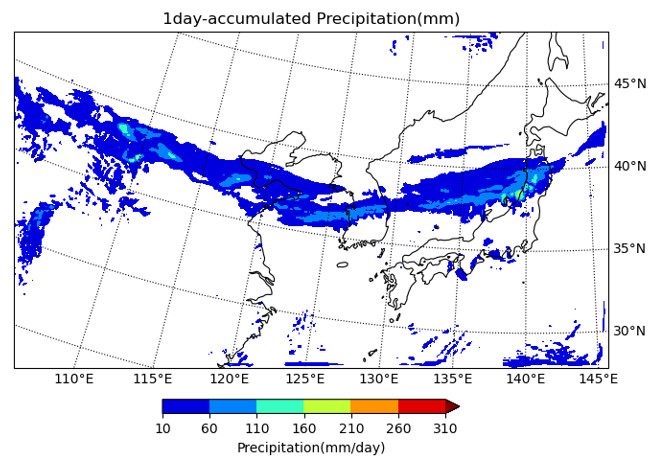 1day-accumulated Precipitation(mm)
45°N
40°N
35°N
30°N
110°E 115°E 120°E 125°E 130°E 135°E 140°E 145°E
10 60 110 160 210 260 310
Precipitation(mm/day)